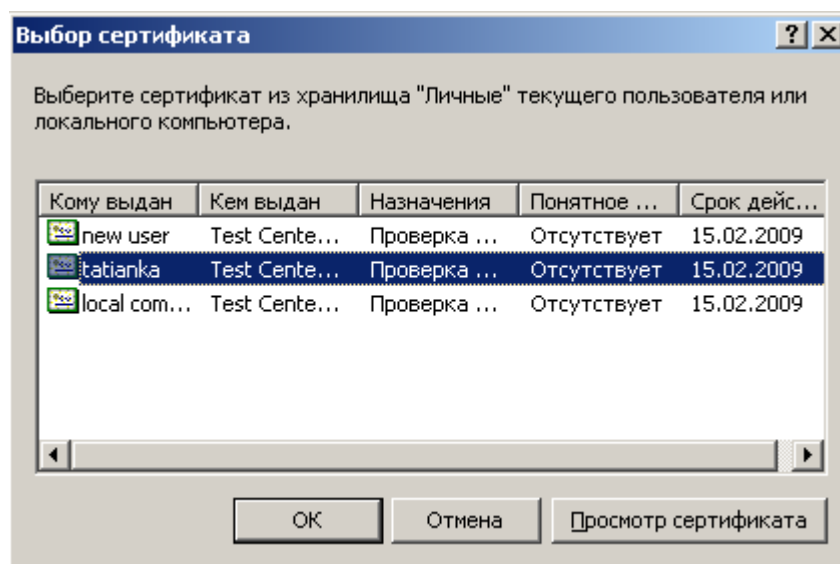 Выбор сертификата
Выберите сертификат из хранилища "Личные" текущего пользователя или
локального компьютера.
Кому выдан Кем выдан Назначения Понятное ... Срок дейс...
new user Test Cente... Проверка ... Отсутствует 15.02.2009
tatianka Test Cente... Проверка ... Отсутствует 15.02.2009
local com... Test Cente... Проверка ... Отсутствует 15.02.2009
ОК Отмена Просмотр сертификата